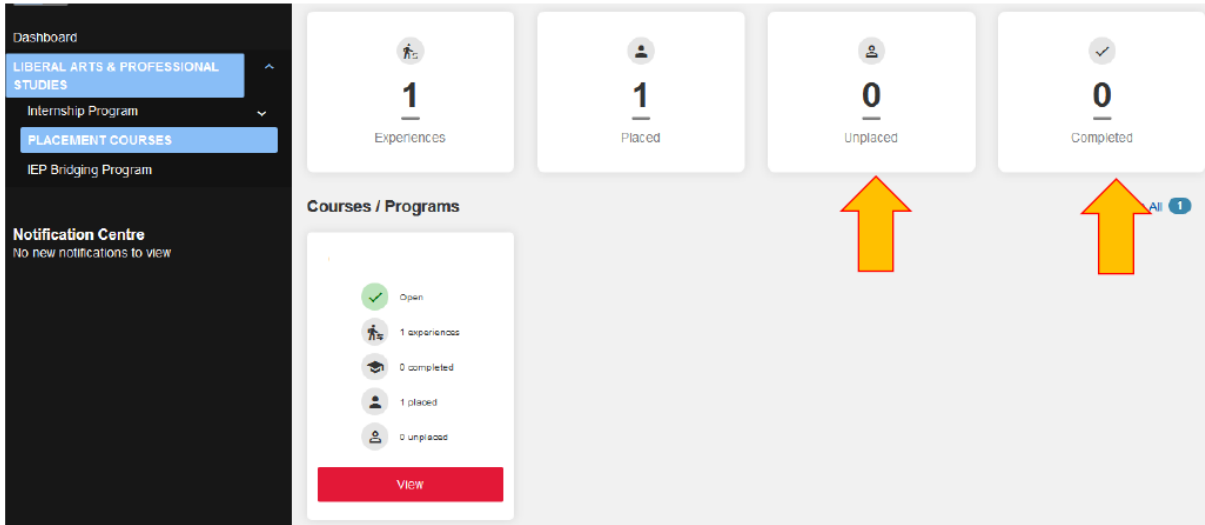 Dashboard
LIBERAL ARTS & PROFESSIONAL
STUDIES
Internship Program
PLACEMENT COURSES
IEP Bridging Program
Notification Centre
No new notifications to view
1
Experiences
1
Placed
0
Unplaced
0
Completed
Courses / Programs
All 1
Open
1 experiences
0 completed
1 placed
0 unplaced
View